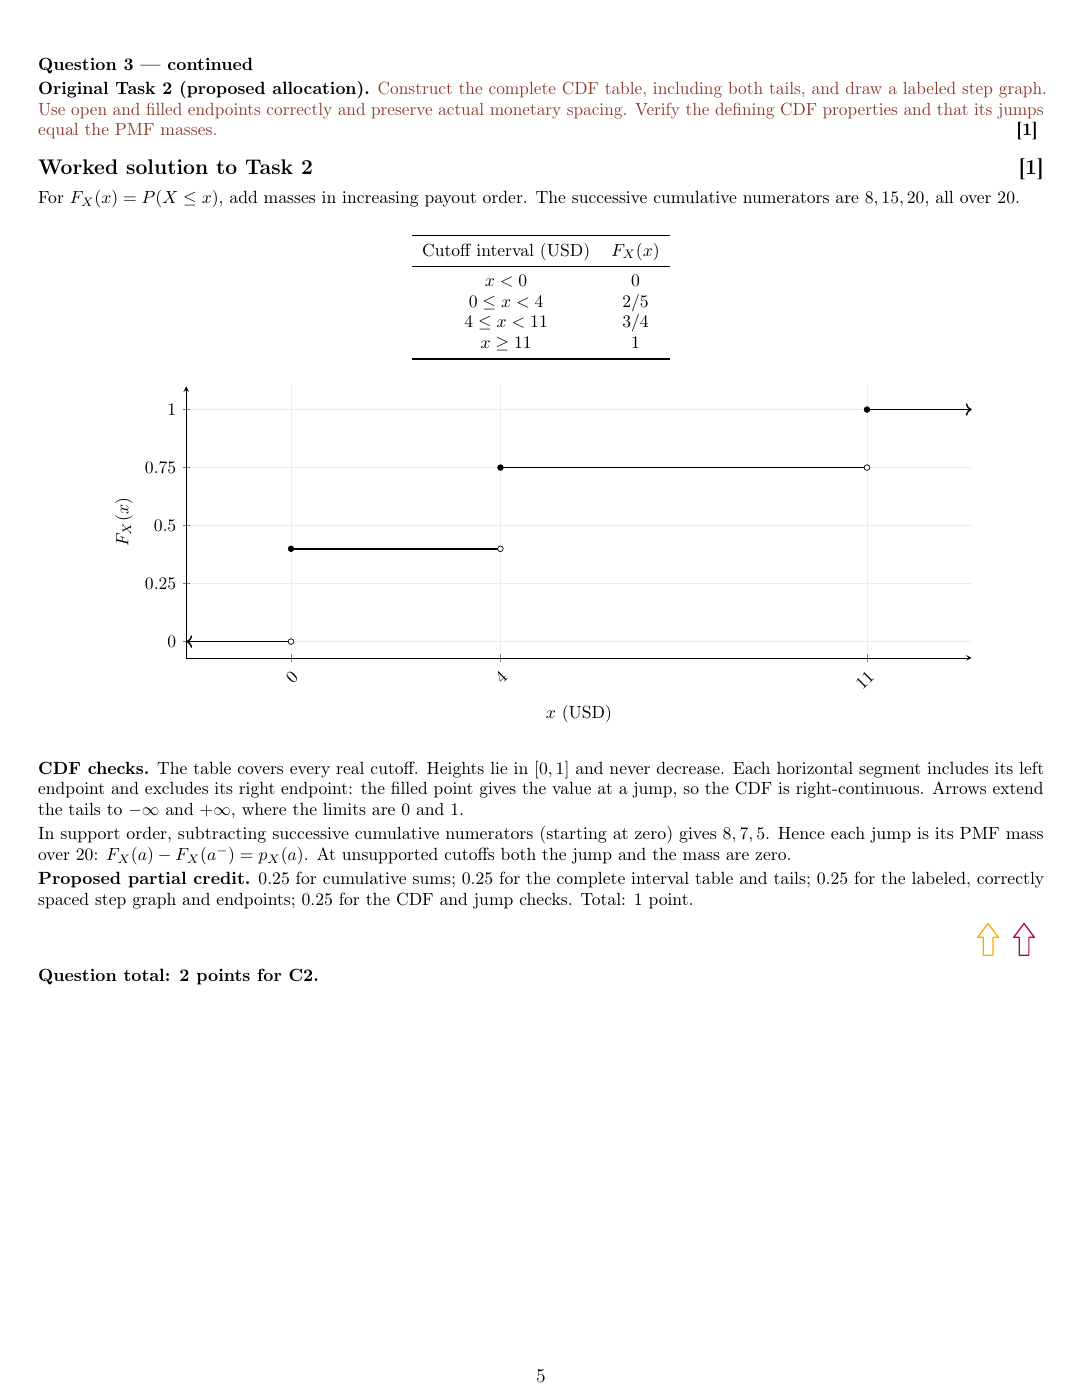 Question 3 — continued
Original Task 2 (proposed allocation). Construct the complete CDF table, including both tails, and draw a labeled step graph.
Use open and filled endpoints correctly and preserve actual monetary spacing. Verify the defining CDF properties and that its jumps
equal the PMF masses. [1]
Worked solution to Task 2 [1]
For F_X(x) = P(X ≤ x), add masses in increasing payout order. The successive cumulative numerators are 8, 15, 20, all over 20.
Cutoff interval (USD) F_X(x)
x < 0 0
0 ≤ x < 4 2/5
4 ≤ x < 11 3/4
x ≥ 11 1
1
0.75
0.5
0.25
0
F_X(x)
0 4 11
x (USD)
CDF checks. The table covers every real cutoff. Heights lie in [0, 1] and never decrease. Each horizontal segment includes its left
endpoint and excludes its right endpoint: the filled point gives the value at a jump, so the CDF is right-continuous. Arrows extend
the tails to −∞ and +∞, where the limits are 0 and 1.
In support order, subtracting successive cumulative numerators (starting at zero) gives 8, 7, 5. Hence each jump is its PMF mass
over 20: F_X(a) − F_X(a⁻) = p_X(a). At unsupported cutoffs both the jump and the mass are zero.
Proposed partial credit. 0.25 for cumulative sums; 0.25 for the complete interval table and tails; 0.25 for the labeled, correctly
spaced step graph and endpoints; 0.25 for the CDF and jump checks. Total: 1 point.
Question total: 2 points for C2.
5